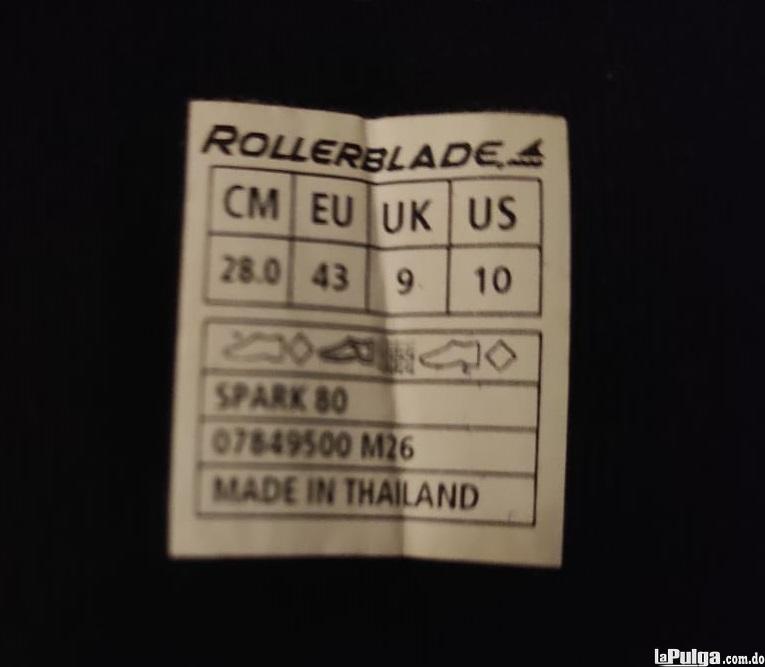 ROLLERBLADE
CM EU UK US
28.0 43 9 10
SPARK 80
07849500 M26
MADE IN THAILAND
laPulga.com.do